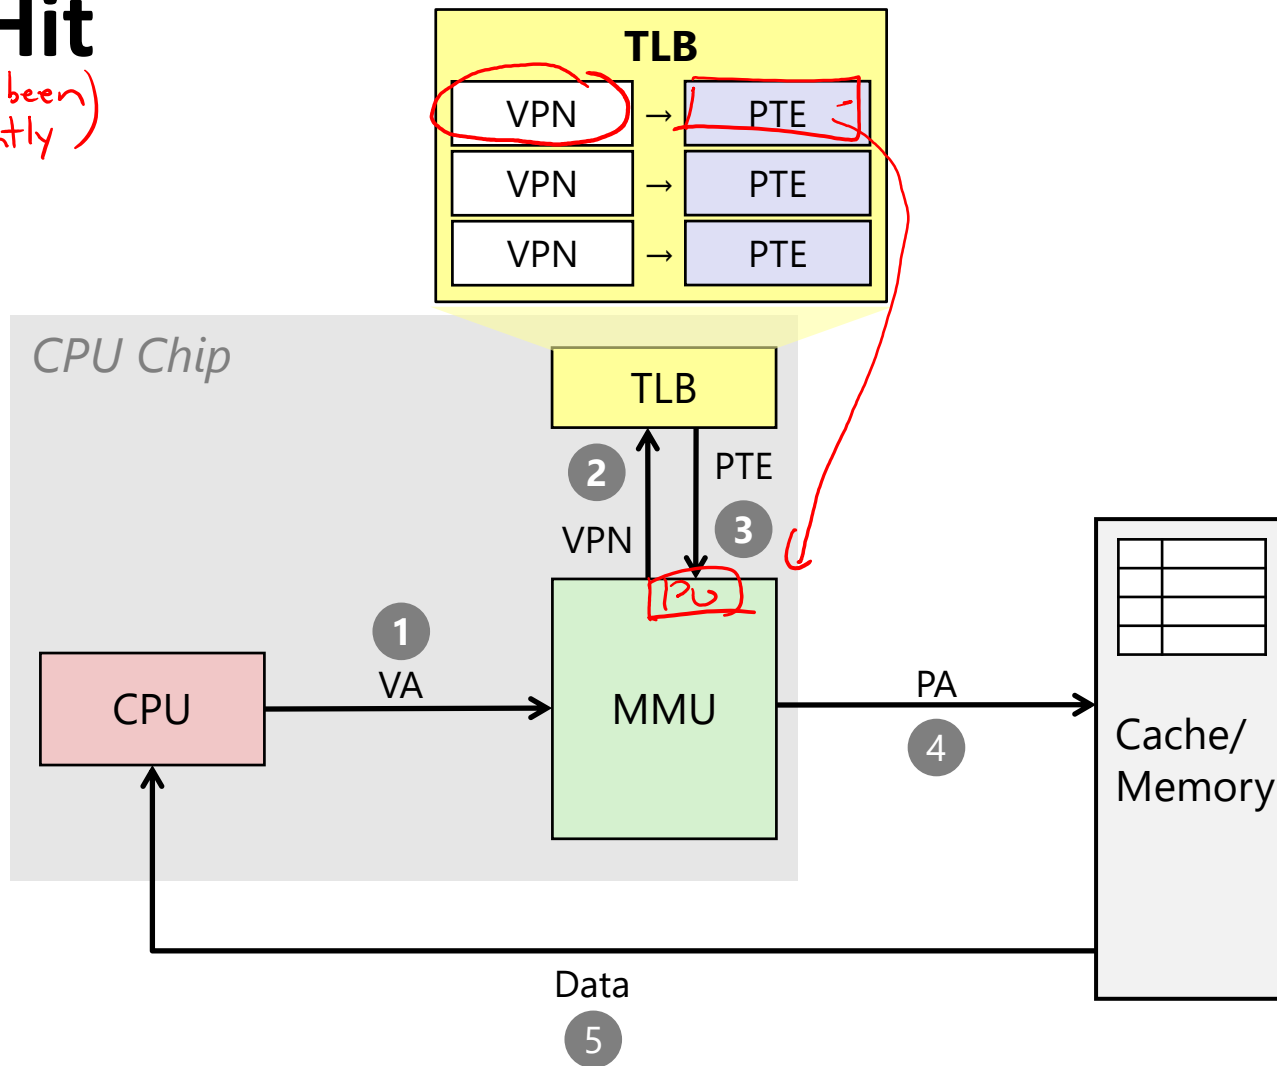 Hit
been)
ntly)
TLB
VPN → PTE
VPN → PTE
VPN → PTE
CPU Chip
TLB
2
PTE
VPN
3
1
VA
CPU
MMU
PA
4
Cache/
Memory
Data
5